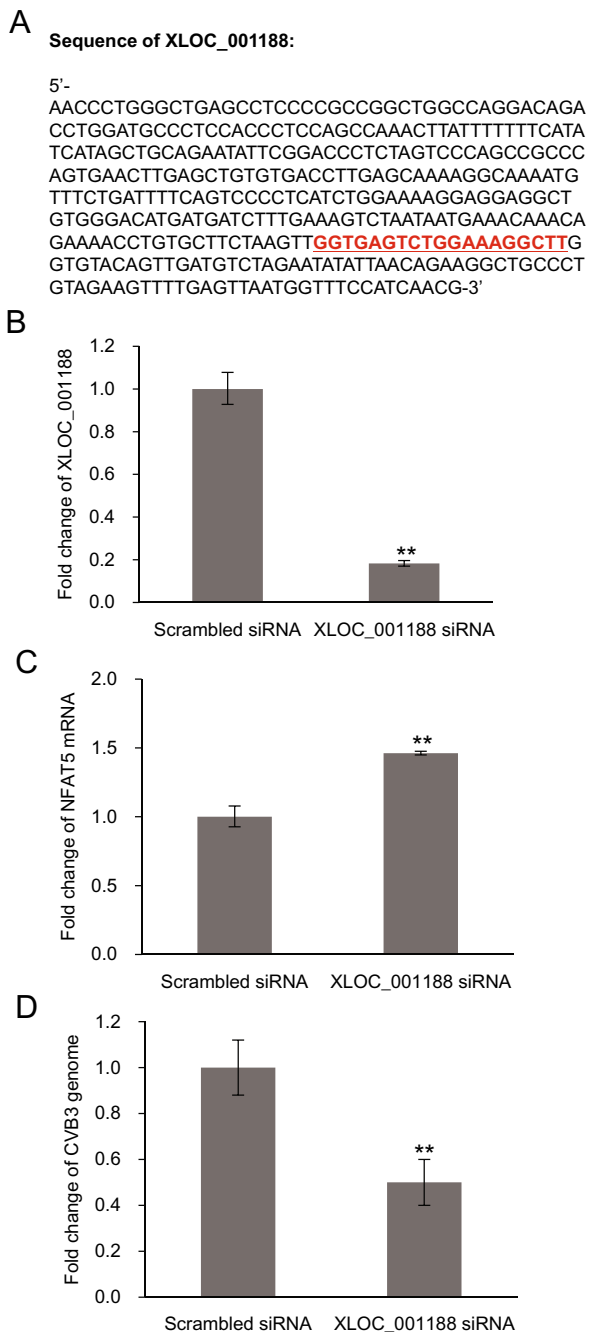 A
Sequence of XLOC_001188:
5'-
AACCCTGGGCTGAGCCTCCCCGCCGGCTGGCCAGGACAGA
CCTGGATGCCCTCCACCCTCCAGCCAAACTTATTTTTTTCATA
TCATAGCTGCAGAATATTCGGACCCTCTAGTCCCAGCCGCCC
AGTGAACTTGAGCTGTGTGACCTTGAGCAAAAGGCAAAATG
TTTCTGATTTTCAGTCCCCTCATCTGGAAAAGGAGGAGGCT
GTGGGACATGATGATCTTTGAAAGTCTAATAATGAAACAAACA
GAAAACCTGTGCTTCTAAGTTGGTGAGTCTGGAAAGGCTTG
GTGTACAGTTGATGTCTAGAATATATTAACAGAAGGCTGCCCT
GTAGAAGTTTTGAGTTAATGGTTTCCATCAACG-3'
B
Fold change of XLOC_001188
1.2
1.0
0.8
0.6
0.4
0.2
0.0
**
Scrambled siRNA XLOC_001188 siRNA
C
Fold change of NFAT5 mRNA
2.0
1.5
1.0
0.5
0.0
**
Scrambled siRNA XLOC_001188 siRNA
D
Fold change of CVB3 genome
1.2
1.0
0.8
0.6
0.4
0.2
0.0
**
Scrambled siRNA XLOC_001188 siRNA